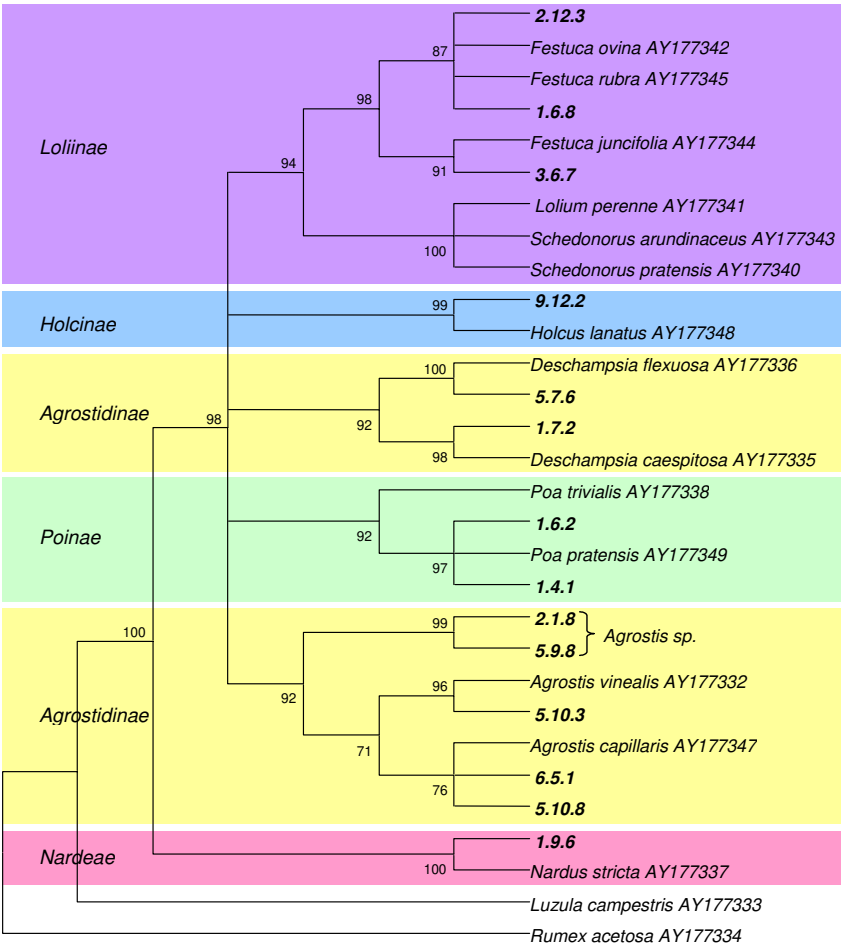 2.12.3
87
Festuca ovina AY177342
Festuca rubra AY177345
98
1.6.8
Loliinae
Festuca juncifolia AY177344
94
91
3.6.7
Lolium perenne AY177341
Schedonorus arundinaceus AY177343
100
Schedonorus pratensis AY177340
99
9.12.2
Holcinae
Holcus lanatus AY177348
Deschampsia flexuosa AY177336
100
5.7.6
Agrostidinae
98
92
1.7.2
98
Deschampsia caespitosa AY177335
Poa trivialis AY177338
1.6.2
Poinae
92
Poa pratensis AY177349
97
1.4.1
2.1.8
99
Agrostis sp.
100
5.9.8
Agrostis vinealis AY177332
96
92
5.10.3
Agrostidinae
71
Agrostis capillaris AY177347
6.5.1
76
5.10.8
1.9.6
Nardeae
100
Nardus stricta AY177337
Luzula campestris AY177333
Rumex acetosa AY177334